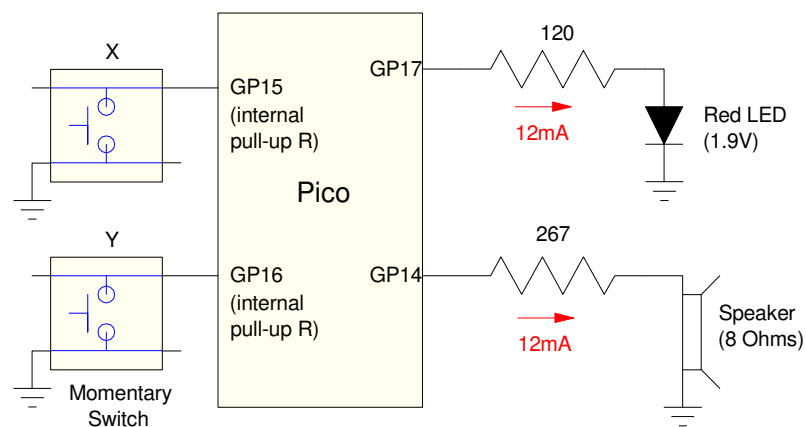 X
GP15
(internal
pull-up R)
Y
GP16
(internal
pull-up R)
Momentary
Switch
Pico
GP17
120
12mA
Red LED
(1.9V)
GP14
267
12mA
Speaker
(8 Ohms)